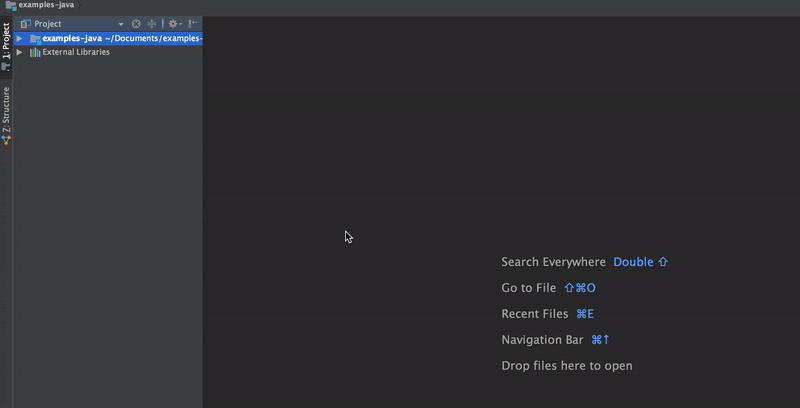 examples-java
Project
examples-java ~/Documents/examples-
External Libraries
1: Project
Z: Structure
Search Everywhere Double ⇧
Go to File ⇧⌘O
Recent Files ⌘E
Navigation Bar ⌘↑
Drop files here to open